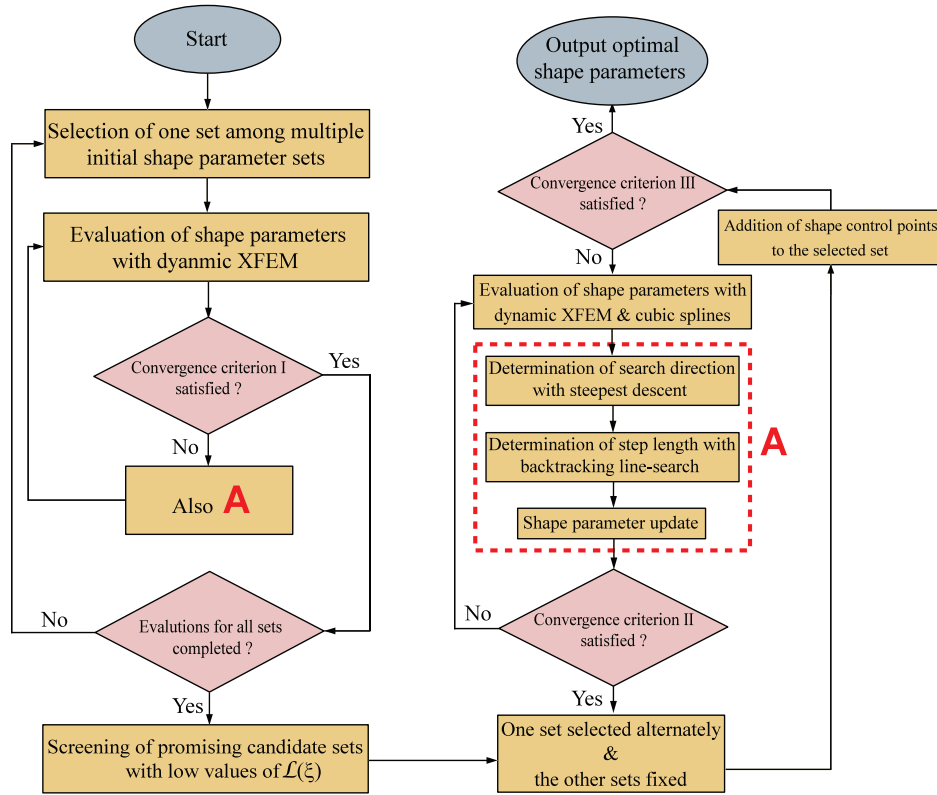 Start
Selection of one set among multiple
initial shape parameter sets
Evaluation of shape parameters
with dyanmic XFEM
Convergence criterion I
satisfied ?
Yes
No
Also A
Evalutions for all sets
completed ?
No
Yes
Screening of promising candidate sets
with low values of ℒ(ξ)
Output optimal
shape parameters
Yes
Convergence criterion III
satisfied ?
No
Addition of shape control points
to the selected set
Evaluation of shape parameters with
dynamic XFEM & cubic splines
Determination of search direction
with steepest descent
Determination of step length with
backtracking line-search
A
Shape parameter update
Convergence criterion II
satisfied ?
No
Yes
One set selected alternately
&
the other sets fixed